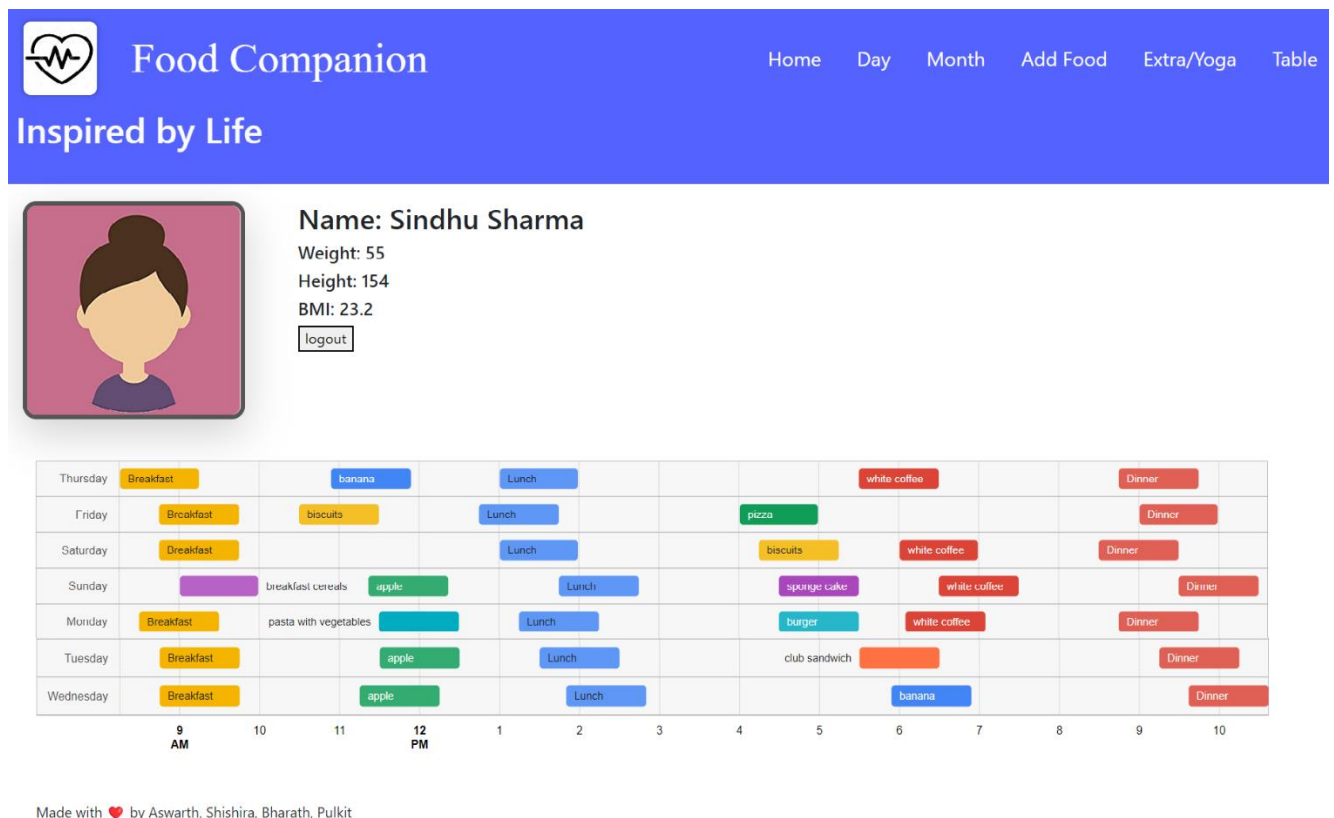 Food Companion
Home Day Month Add Food Extra/Yoga Table
Inspired by Life
Name: Sindhu Sharma
Weight: 55
Height: 154
BMI: 23.2
logout
Thursday Breakfast banana Lunch white coffee Dinner
Friday Breakfast biscuits Lunch pizza Dinner
Saturday Breakfast Lunch biscuits white coffee Dinner
Sunday breakfast cereals apple Lunch sponge cake white coffee Dinner
Monday Breakfast pasta with vegetables Lunch burger white coffee Dinner
Tuesday Breakfast apple Lunch club sandwich Dinner
Wednesday Breakfast apple Lunch banana Dinner
9 10 11 12 1 2 3 4 5 6 7 8 9 10
AM PM
Made with ❤️ by Aswarth, Shishira, Bharath, Pulkit